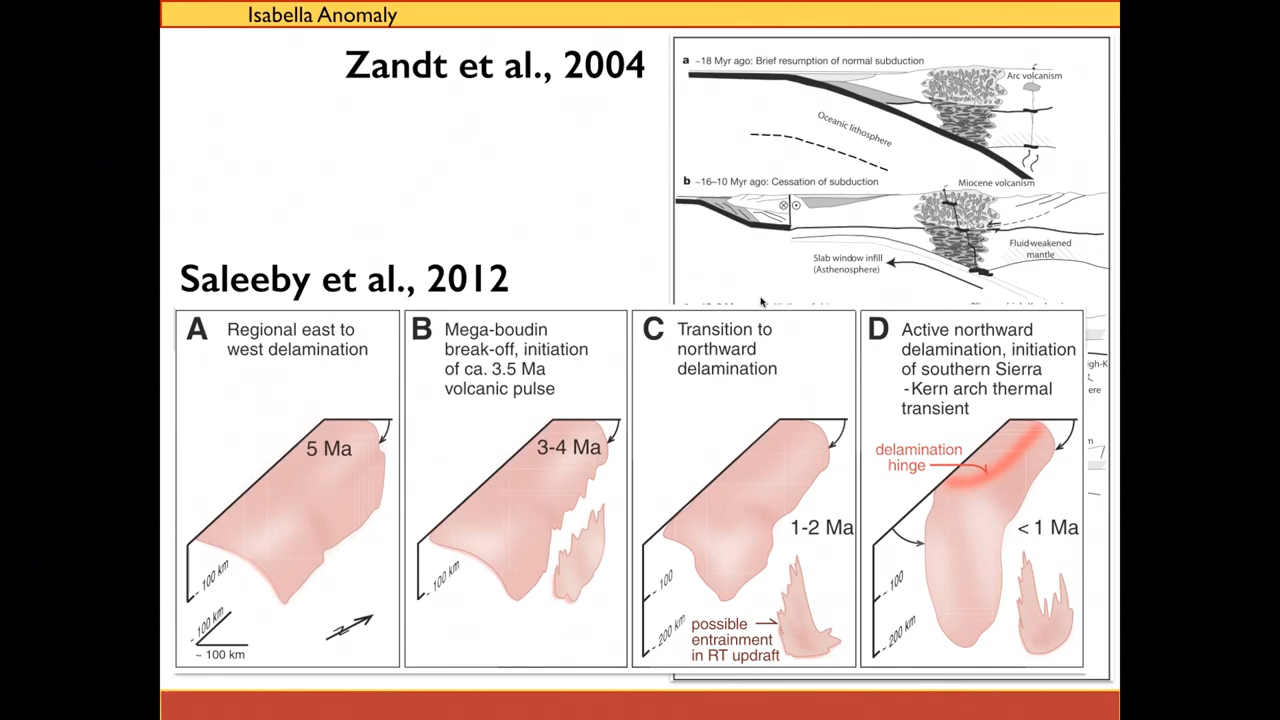 Isabella Anomaly
Zandt et al., 2004
a ~18 Myr ago: Brief resumption of normal subduction
Arc volcanism
Oceanic lithosphere
b ~16–10 Myr ago: Cessation of subduction
Miocene volcanism
Fluid weakened
mantle
Slab window infill
(Asthenosphere)
Saleeby et al., 2012
A Regional east to
west delamination
5 Ma
~ 100 km
~ 100 km
~ 100 km
B Mega-boudin
break-off, initiation
of ca. 3.5 Ma
volcanic pulse
3-4 Ma
~ 100 km
C Transition to
northward
delamination
1-2 Ma
~ 100
~ 200 km
possible
entrainment
in RT updraft
D Active northward
delamination, initiation
of southern Sierra
-Kern arch thermal
transient
delamination
hinge
< 1 Ma
~ 100
~ 200 km
igh-K
ere